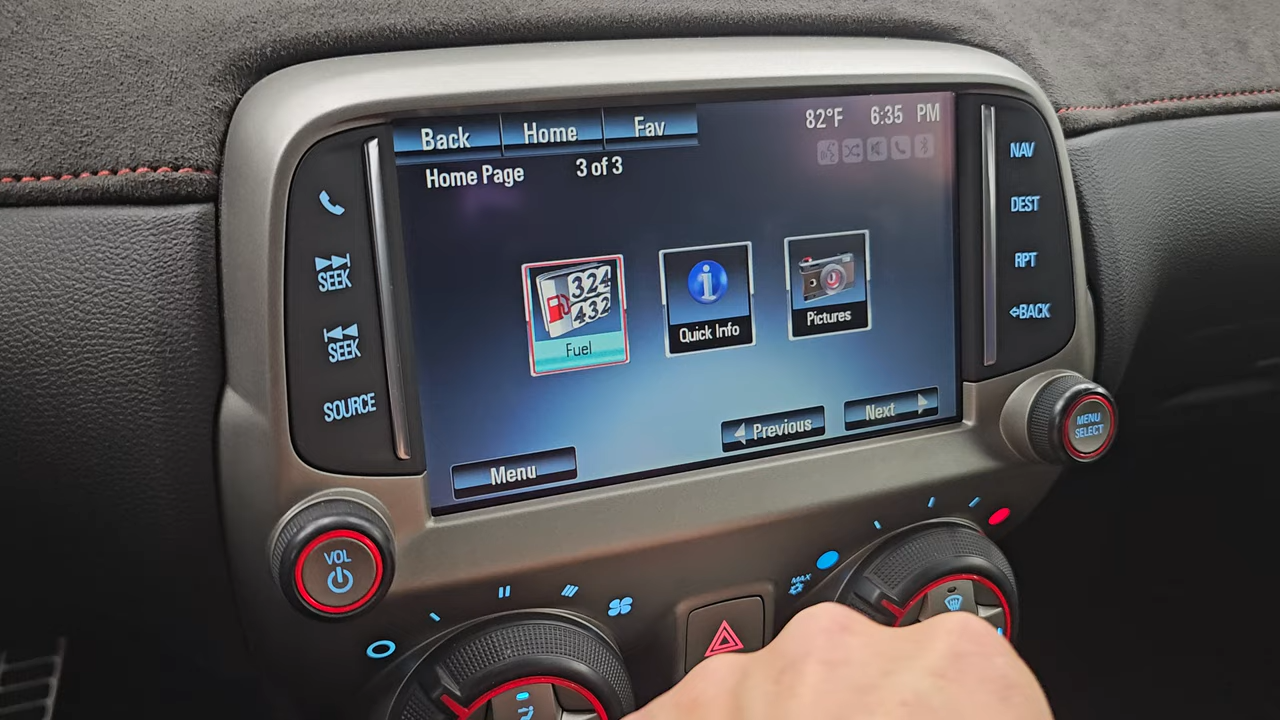 Back Home Fav 82°F 6:35 PM
Home Page 3 of 3
324
432
Fuel
Quick Info
Pictures
Previous
Next
Menu
SEEK
SEEK
SOURCE
VOL
NAV
DEST
RPT
BACK
MENU
SELECT
MAX